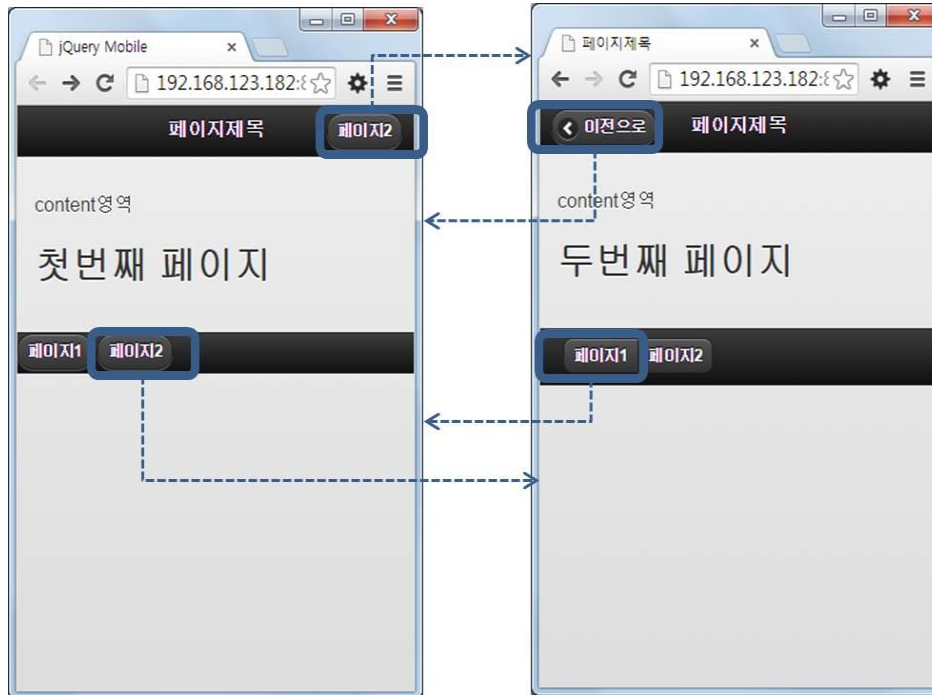 jQuery Mobile
192.168.123.182:8
페이지제목
페이지2
content영역
첫번째 페이지
페이지1
페이지2
페이지제목
192.168.123.182:8
이전으로
페이지제목
content영역
두번째 페이지
페이지1
페이지2